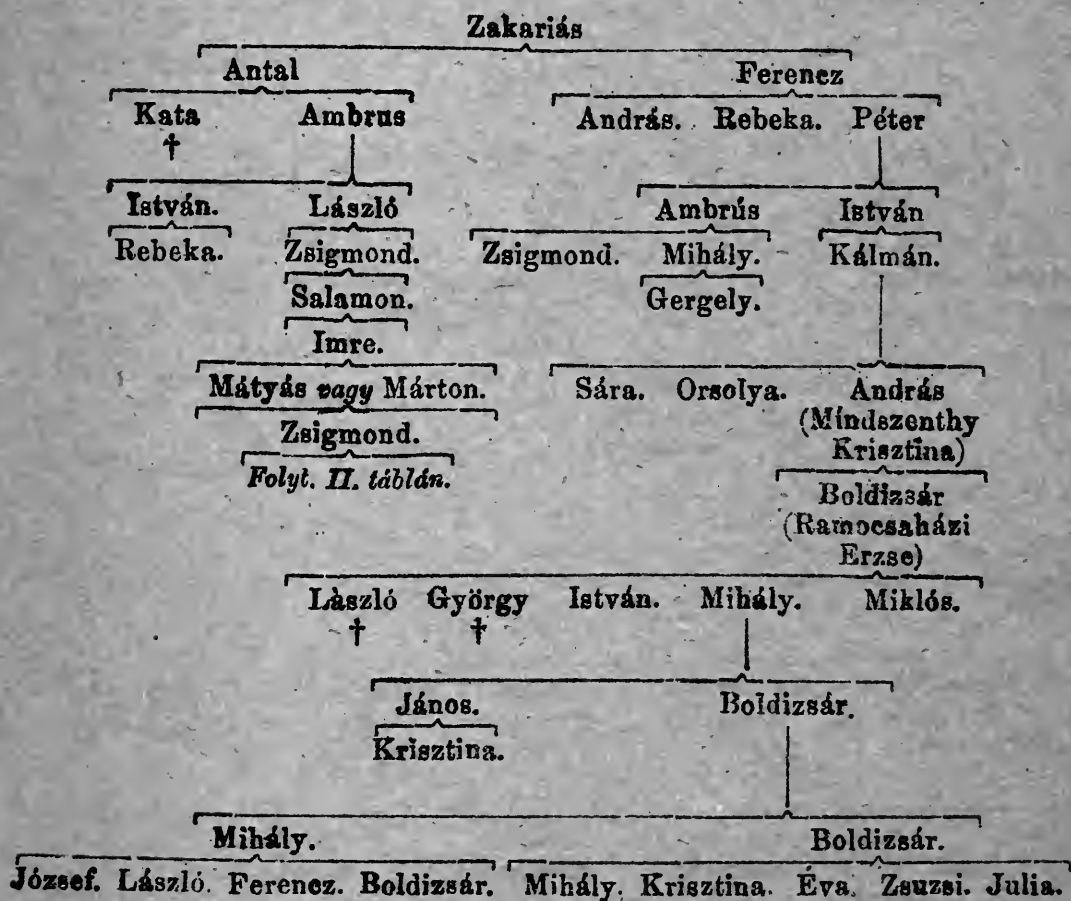 Zakariás
Antal Ferencz
Kata Ambrus András. Rebeka. Péter
†
István. László Ambrús István
Rebeka. Zsigmond. Zsigmond. Mihály. Kálmán.
Salamon. Gergely.
Imre.
Mátyás vagy Márton. Sára. Orsolya. András
(Mindszenthy
Zsigmond. Krisztina)
Folyt. II. táblán. Boldizsár
(Ramocsaházi
Erzse)
Làszló György István. Mihály. Miklós.
† †
János. Boldizsár.
Krisztina.
Mihály. Boldizsár.
József. László. Ferencz. Boldizsár. Mihály. Krisztina. Éva. Zsuzsi. Julia.